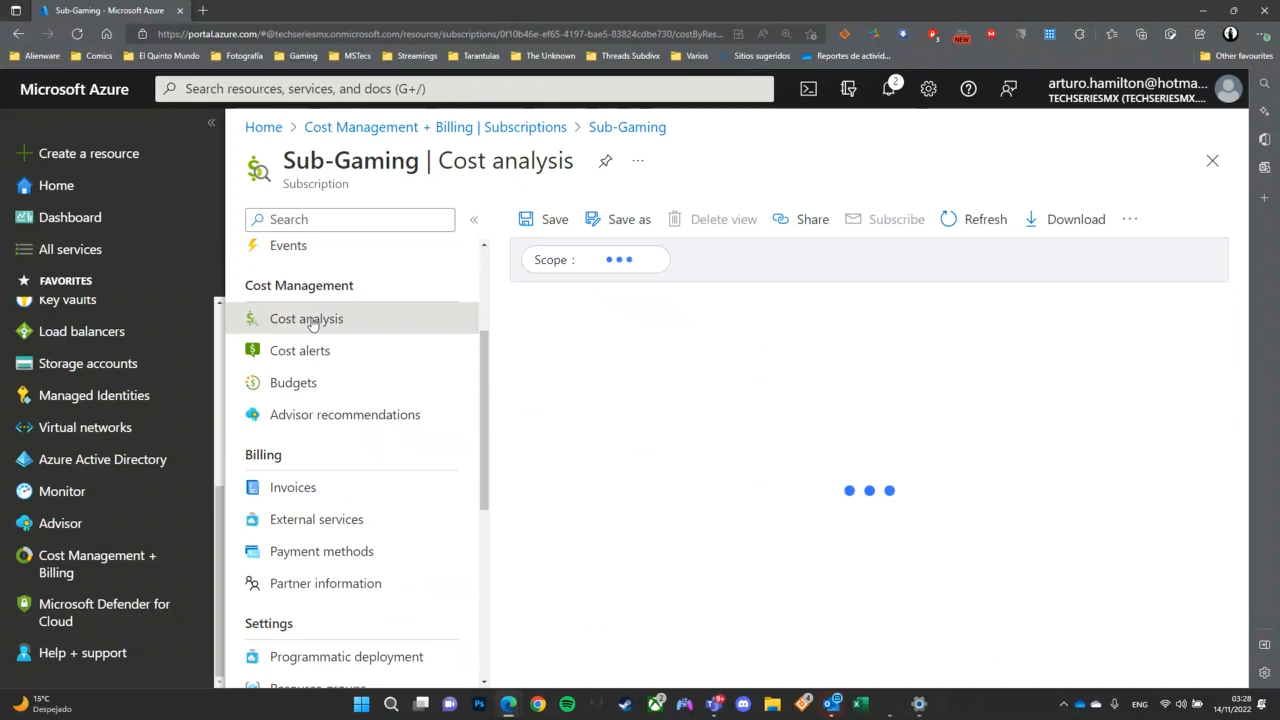 Sub-Gaming - Microsoft Azure
https://portal.azure.com/#@techseriesmx.onmicrosoft.com/resource/subscriptions/0f10b46e-ef65-4197-bae5-83824cdbe730/costByRes...
Alienware Comics El Quinto Mundo Fotografía Gaming MSTecs Streamings Tarantulas The Unknown Threads Subdivx Varios Sitios sugeridos Reportes de activid... Other favourites
Microsoft Azure
Search resources, services, and docs (G+/)
2
arturo.hamilton@hotma...
TECHSERIESMX (TECHSERIESMX....
Home > Cost Management + Billing | Subscriptions > Sub-Gaming
Sub-Gaming | Cost analysis
Subscription
Create a resource
Home
Dashboard
All services
FAVORITES
Key vaults
Load balancers
Storage accounts
Managed Identities
Virtual networks
Azure Active Directory
Monitor
Advisor
Cost Management +
Billing
Microsoft Defender for
Cloud
Help + support
Search
Events
Cost Management
Cost analysis
Cost alerts
Budgets
Advisor recommendations
Billing
Invoices
External services
Payment methods
Partner information
Settings
Programmatic deployment
Resource groups
Save Save as Delete view Share Subscribe Refresh Download
Scope :
15°C
Despejado
ENG
03:28
14/11/2022